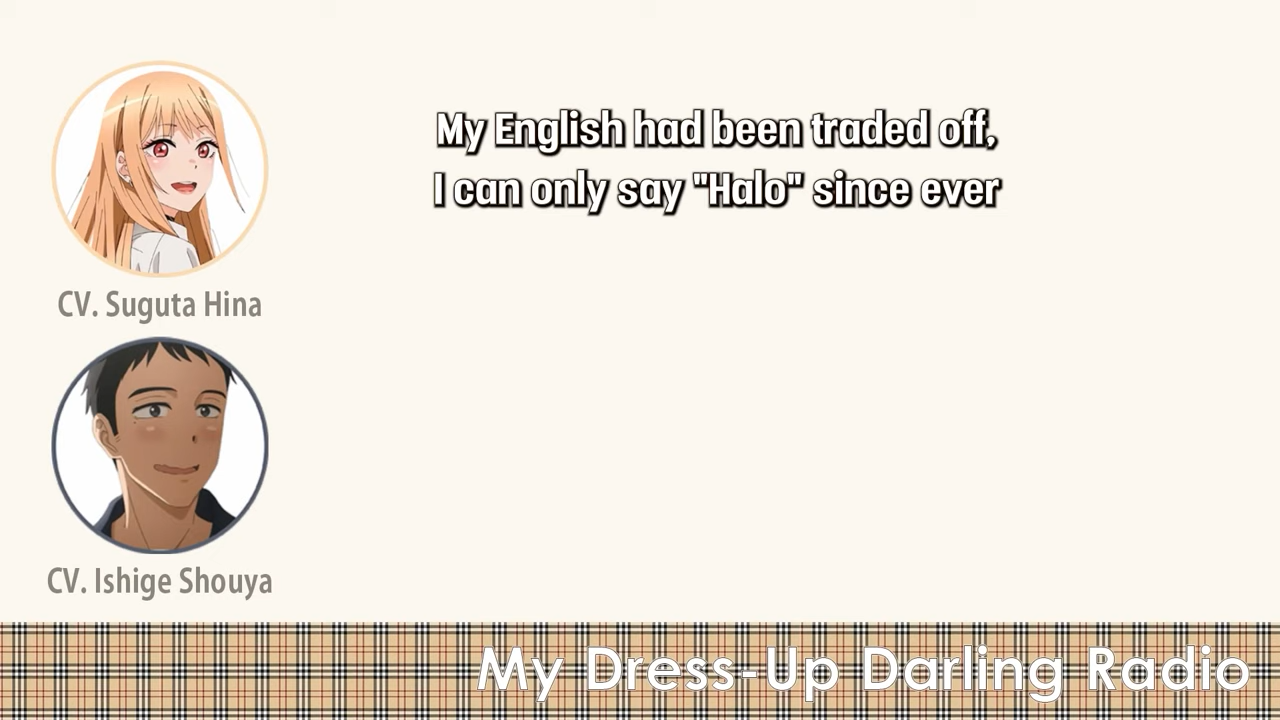 My English had been traded off,
I can only say "Halo" since ever
CV. Suguta Hina
CV. Ishige Shouya
My Dress-Up Darling Radio